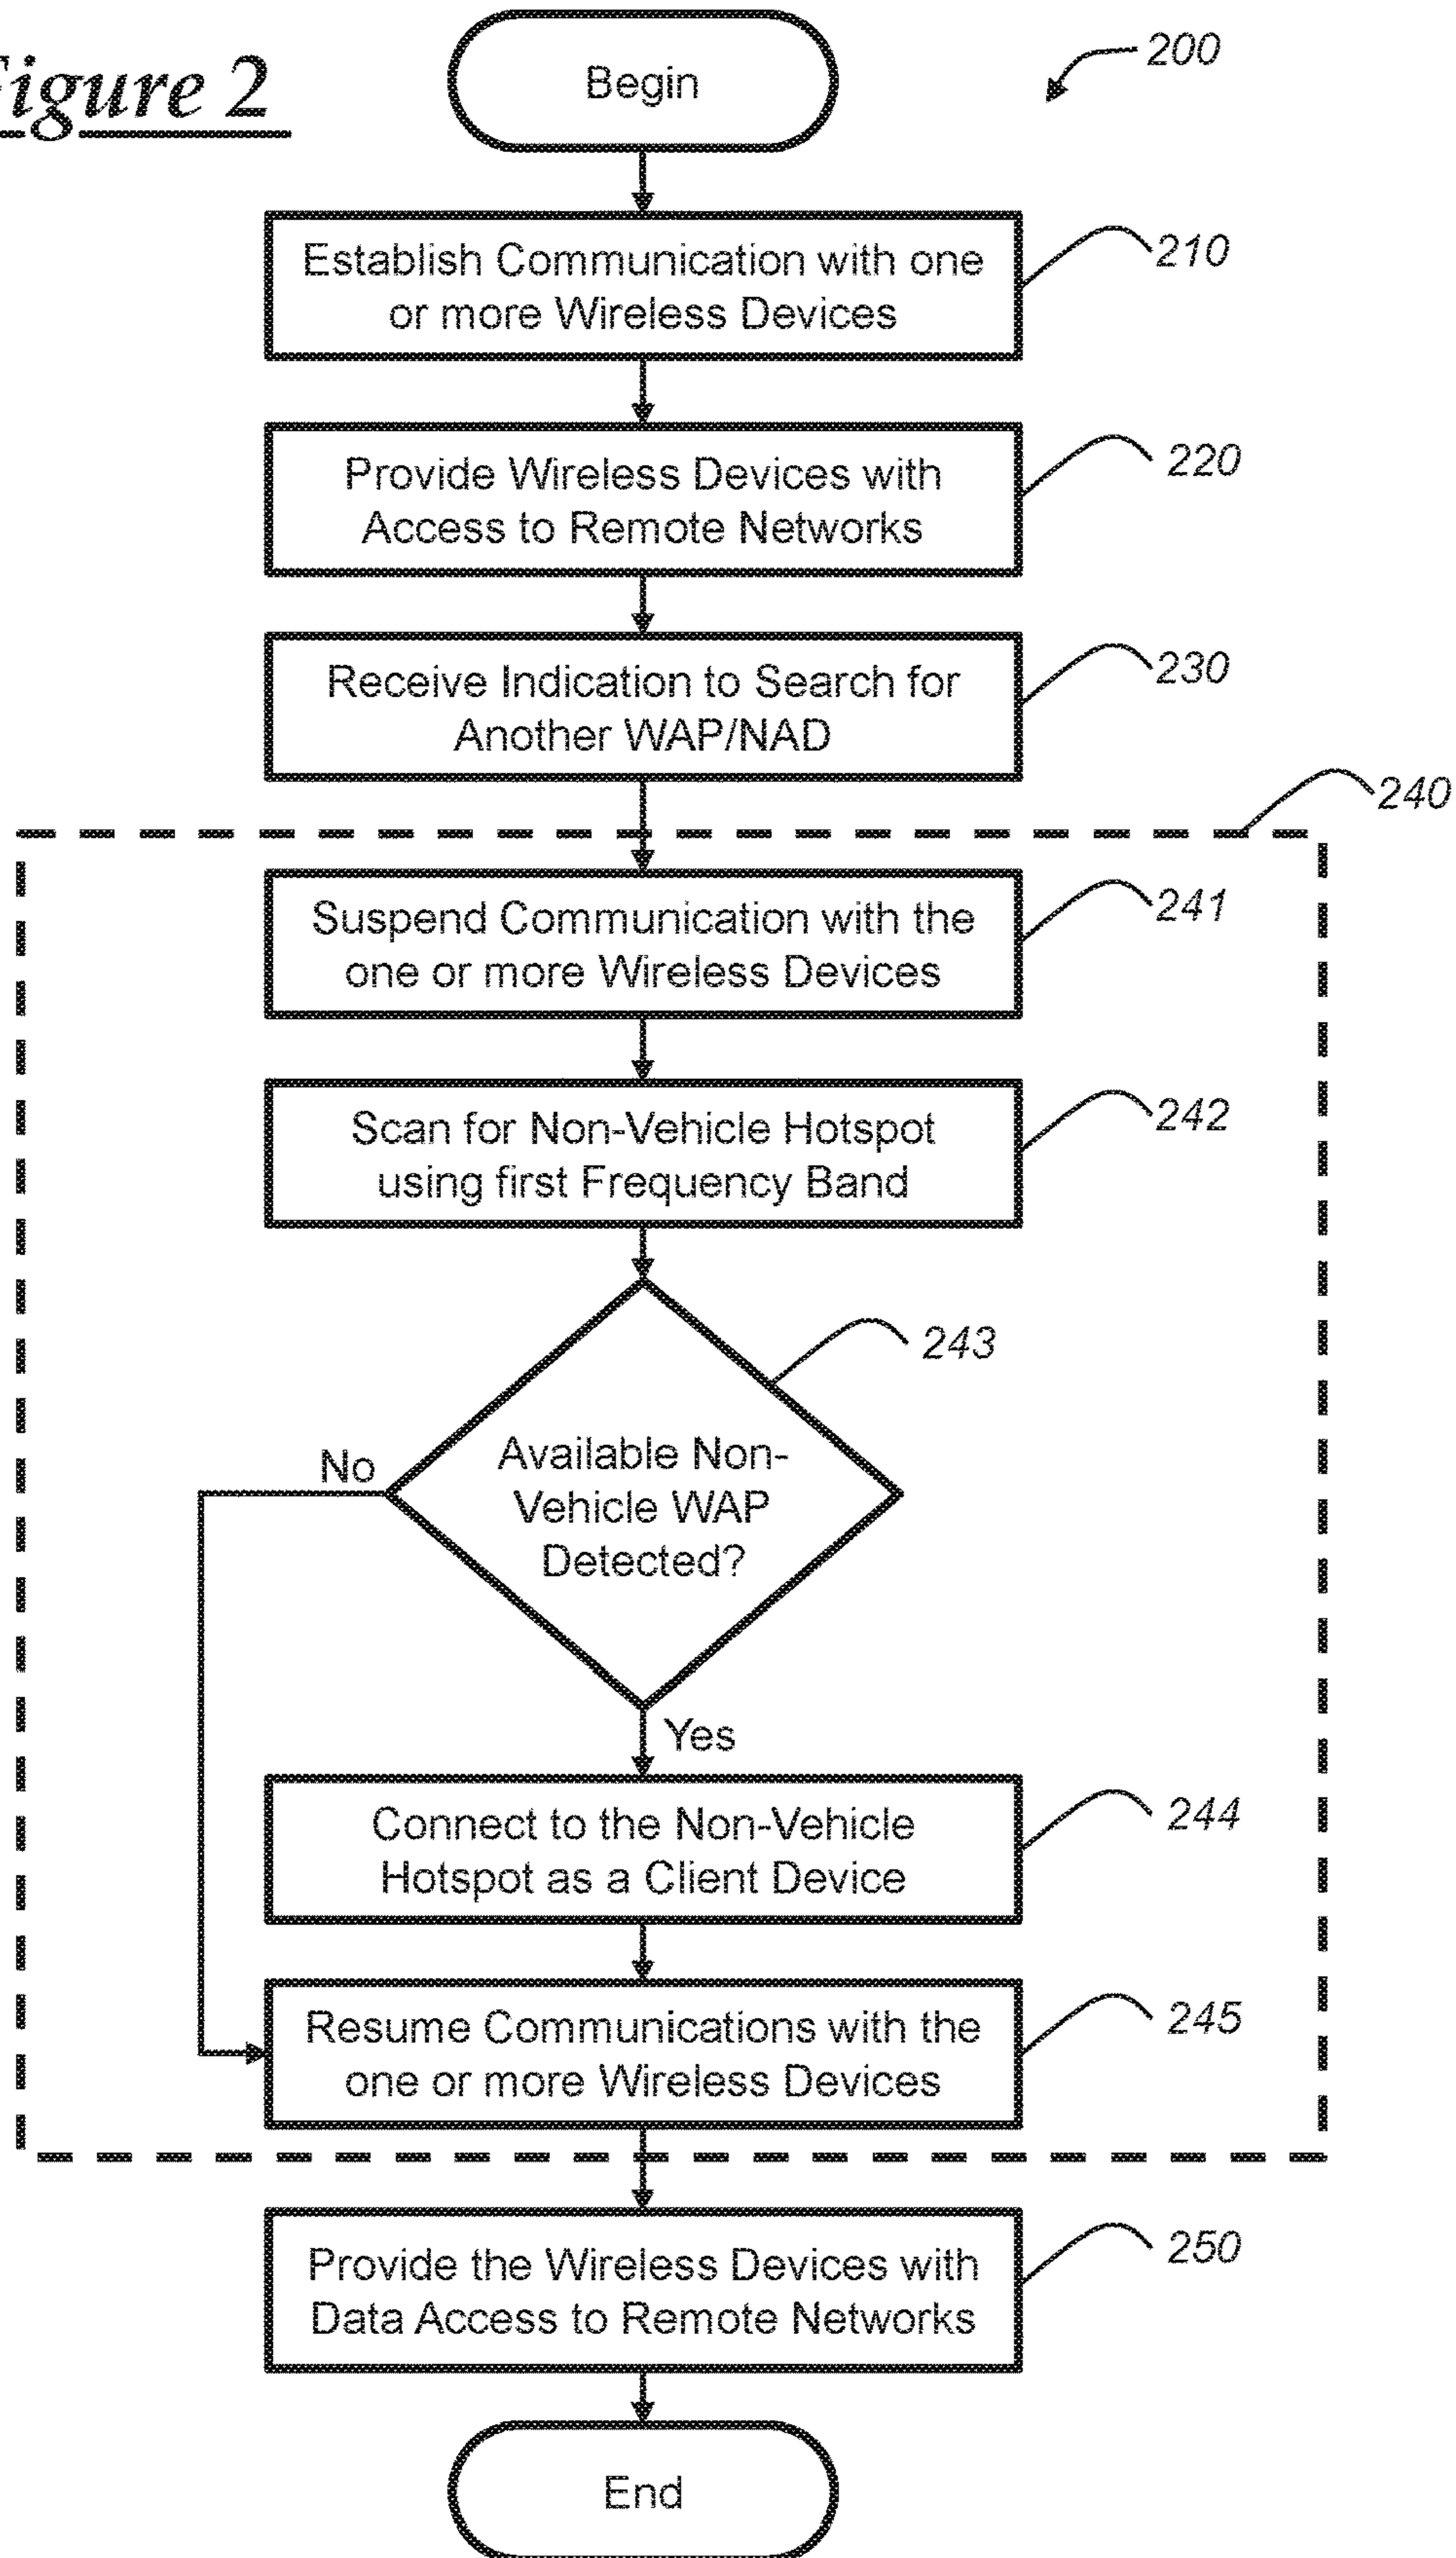 Figure 2
Begin
200
Establish Communication with one
or more Wireless Devices
210
Provide Wireless Devices with
Access to Remote Networks
220
Receive Indication to Search for
Another WAP/NAD
230
240
Suspend Communication with the
one or more Wireless Devices
241
Scan for Non-Vehicle Hotspot
using first Frequency Band
242
243
Available Non-
Vehicle WAP
Detected?
No
Yes
Connect to the Non-Vehicle
Hotspot as a Client Device
244
Resume Communications with the
one or more Wireless Devices
245
Provide the Wireless Devices with
Data Access to Remote Networks
250
End